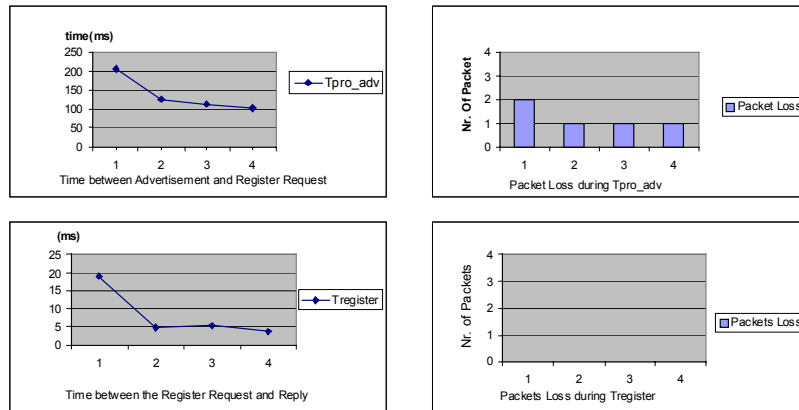 time(ms)
250
200
150
100
50
0
1 2 3 4
Tpro_adv
Time between Advertisement and Register Request
Nr. Of Packet
4
3
2
1
0
1 2 3 4
Packet Loss
Packet Loss during Tpro_adv
(ms)
25
20
15
10
5
0
1 2 3 4
Tregister
Time between the Register Request and Reply
Nr. of Packets
4
3
2
1
0
1 2 3 4
Packets Loss
Packets Loss during Tregister